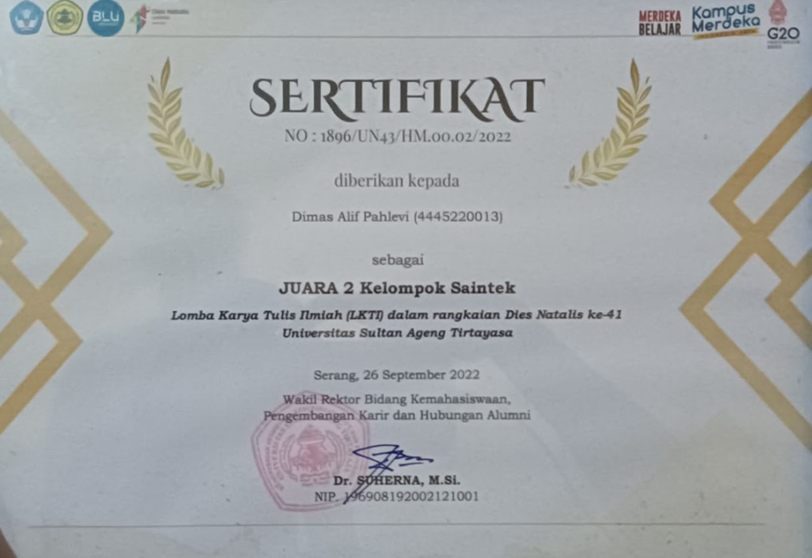 BLU
MERDEKA
BELAJAR
Kampus
Merdeka
G20
SERTIFIKAT
NO : 1896/UN43/HM.00.02/2022
diberikan kepada
Dimas Alif Pahlevi (4445220013)
sebagai
JUARA 2 Kelompok Saintek
Lomba Karya Tulis Ilmiah (LKTI) dalam rangkaian Dies Natalis ke-41
Universitas Sultan Ageng Tirtayasa
Serang, 26 September 2022
Wakil Rektor Bidang Kemahasiswaan,
Pengembangan Karir dan Hubungan Alumni
Dr. SUHERNA, M.Si.
NIP. 196908192002121001